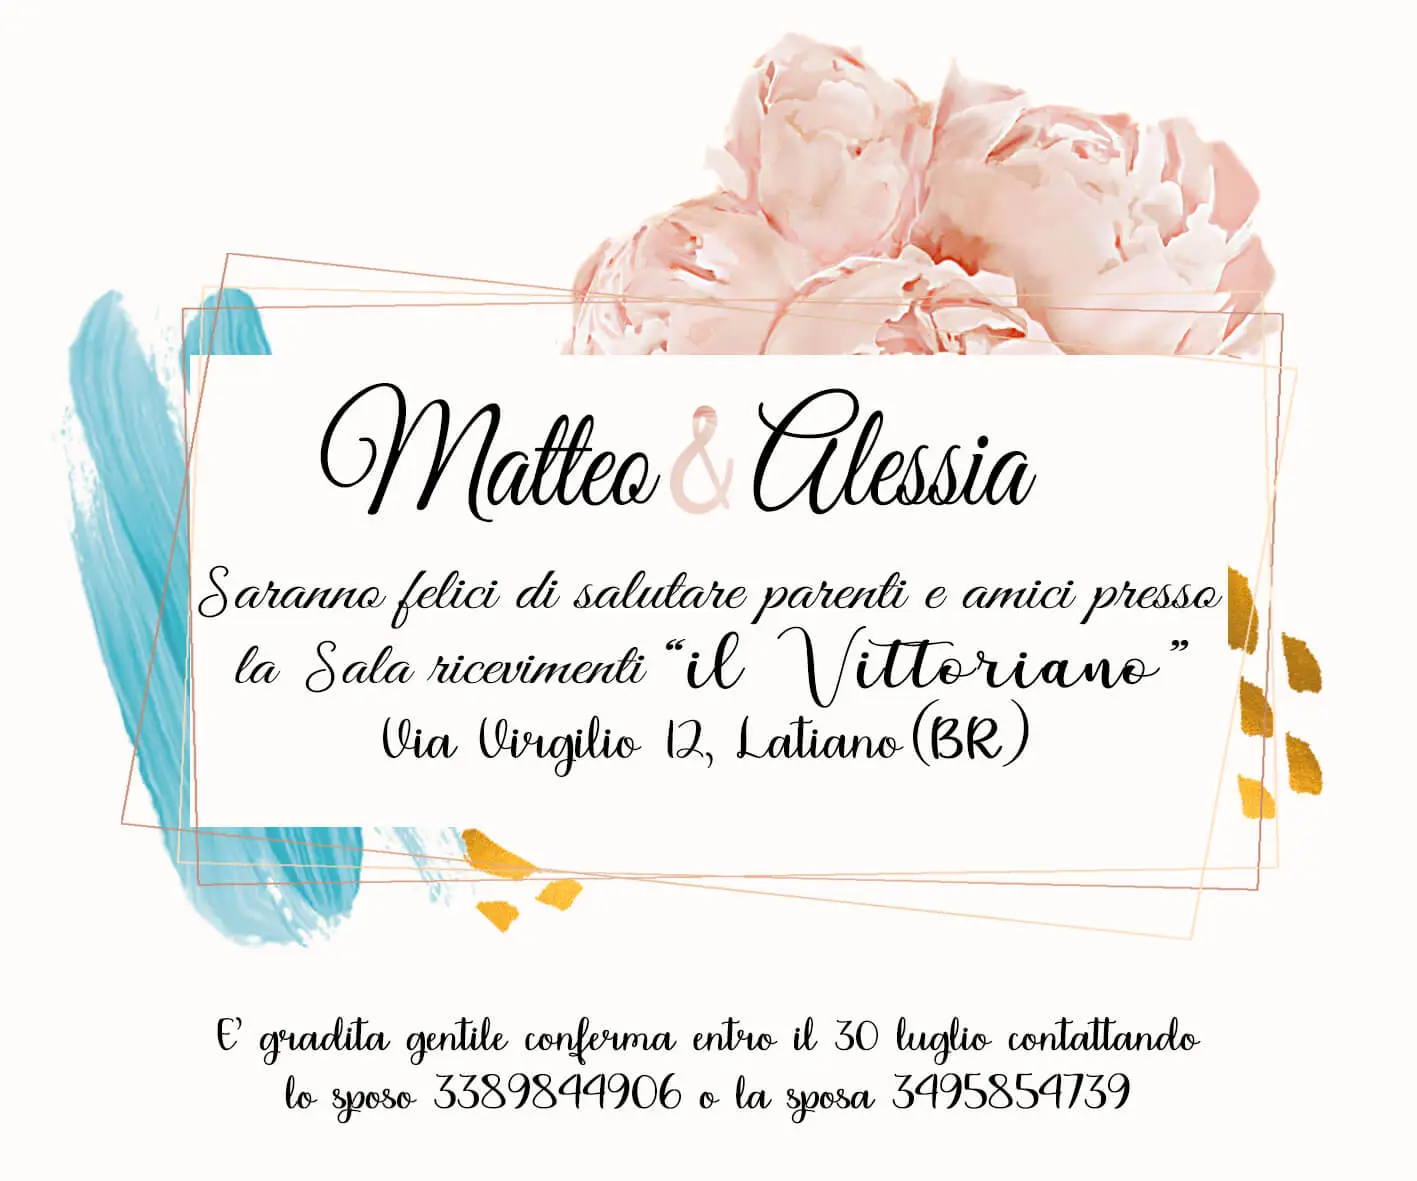 Matteo & Alessia
Saranno felici di salutare parenti e amici presso
la Sala ricevimenti “il Vittoriano”
Via Virgilio 12, Latiano (BR)
E' gradita gentile conferma entro il 30 luglio contattando
lo sposo 3389844906 o la sposa 3495854739